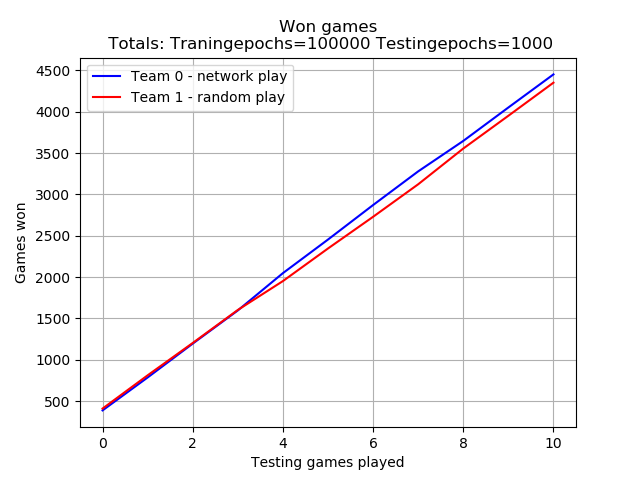 Won games
Totals: Traningepochs=100000 Testingepochs=1000
Team 0 - network play
Team 1 - random play
4500
4000
3500
3000
2500
2000
1500
1000
500
Games won
0 2 4 6 8 10
Testing games played